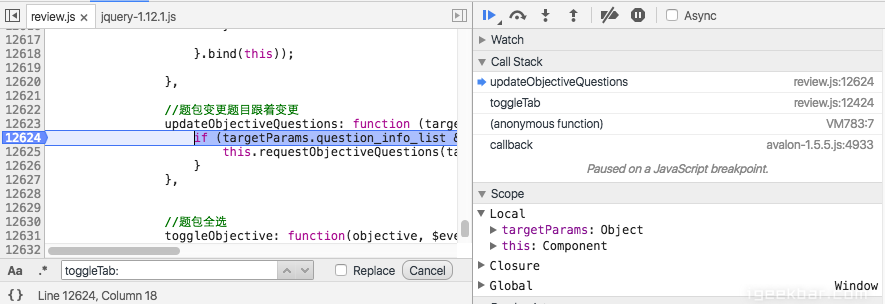 review.js × jquery-1.12.1.js
12617
12618 }.bind(this));
12619
12620 },
12621
12622 //题包变更题目跟着变更
12623 updateObjectiveQuestions: function (targe
12624 if (targetParams.question_info_list &
12625 this.requestObjectiveQuestions(ta
12626 }
12627 },
12628
12629
12630 //题包全选
12631 toggleObjective: function(objective, $eve
12632
Aa .* toggleTab: Replace Cancel
{} Line 12624, Column 18
Async
Watch
Call Stack
updateObjectiveQuestions review.js:12624
toggleTab review.js:12424
(anonymous function) VM783:7
callback avalon-1.5.5.js:4933
Paused on a JavaScript breakpoint.
Scope
Local
targetParams: Object
this: Component
Closure
Global Window